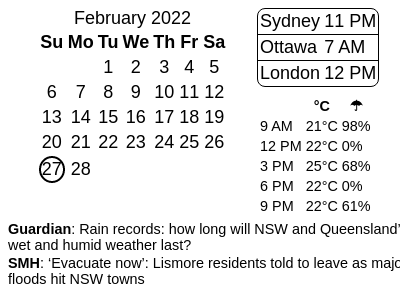 February 2022
Su Mo Tu We Th Fr Sa
1 2 3 4 5
6 7 8 9 10 11 12
13 14 15 16 17 18 19
20 21 22 23 24 25 26
27 28
Sydney 11 PM
Ottawa 7 AM
London 12 PM
°C ☂
9 AM 21°C 98%
12 PM 22°C 0%
3 PM 25°C 68%
6 PM 22°C 0%
9 PM 22°C 61%
Guardian: Rain records: how long will NSW and Queensland’
wet and humid weather last?
SMH: ‘Evacuate now’: Lismore residents told to leave as majo
floods hit NSW towns